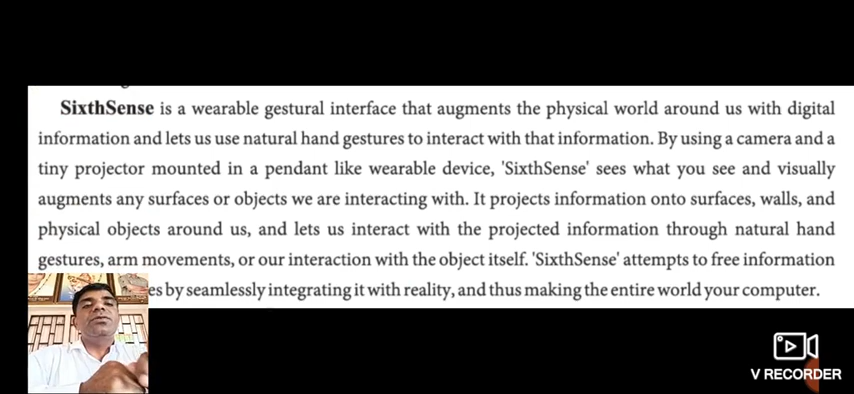 SixthSense is a wearable gestural interface that augments the physical world around us with digital
information and lets us use natural hand gestures to interact with that information. By using a camera and a
tiny projector mounted in a pendant like wearable device, 'SixthSense' sees what you see and visually
augments any surfaces or objects we are interacting with. It projects information onto surfaces, walls, and
physical objects around us, and lets us interact with the projected information through natural hand
gestures, arm movements, or our interaction with the object itself. 'SixthSense' attempts to free information
es by seamlessly integrating it with reality, and thus making the entire world your computer.
V RECORDER